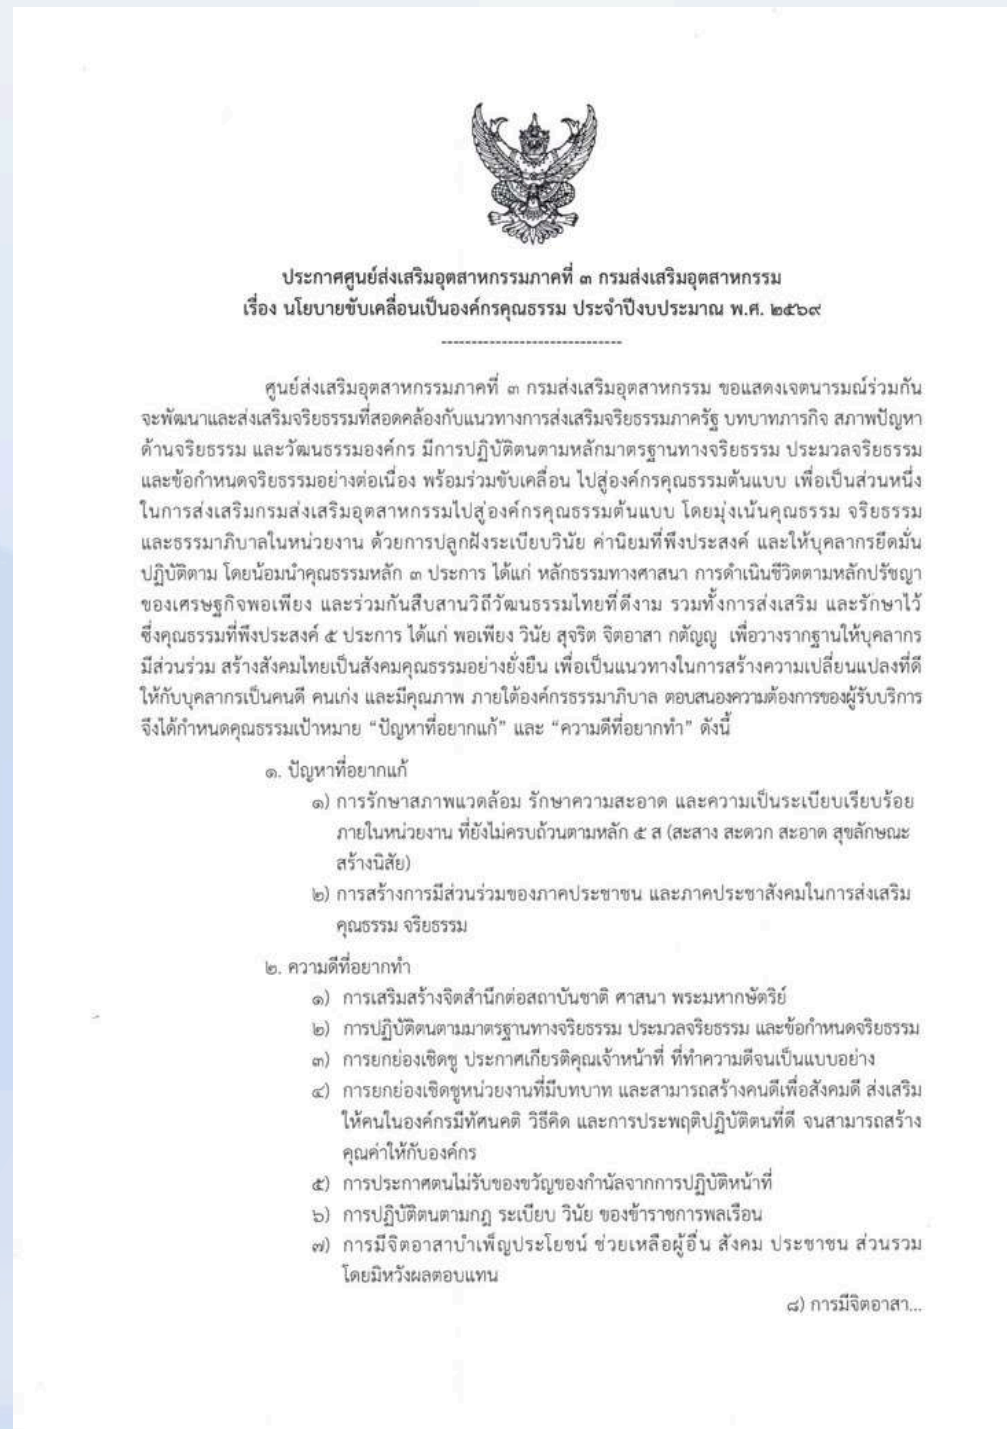 ประกาศศูนย์ส่งเสริมอุตสาหกรรมภาคที่ ๓ กรมส่งเสริมอุตสาหกรรม
เรื่อง นโยบายขับเคลื่อนเป็นองค์กรคุณธรรม ประจำปีงบประมาณ พ.ศ. ๒๕๖๙
------------------------------
ศูนย์ส่งเสริมอุตสาหกรรมภาคที่ ๓ กรมส่งเสริมอุตสาหกรรม ขอแสดงเจตนารมณ์ร่วมกัน
จะพัฒนาและส่งเสริมจริยธรรมที่สอดคล้องกับแนวทางการส่งเสริมจริยธรรมภาครัฐ บทบาทภารกิจ สภาพปัญหา
ด้านจริยธรรม และวัฒนธรรมองค์กร มีการปฏิบัติตนตามหลักมาตรฐานทางจริยธรรม ประมวลจริยธรรม
และข้อกำหนดจริยธรรมอย่างต่อเนื่อง พร้อมร่วมขับเคลื่อน ไปสู่องค์กรคุณธรรมต้นแบบ เพื่อเป็นส่วนหนึ่ง
ในการส่งเสริมกรมส่งเสริมอุตสาหกรรมไปสู่องค์กรคุณธรรมต้นแบบ โดยมุ่งเน้นคุณธรรม จริยธรรม
และธรรมาภิบาลในหน่วยงาน ด้วยการปลูกฝังระเบียบวินัย ค่านิยมที่พึงประสงค์ และให้บุคลากรยึดมั่น
ปฏิบัติตาม โดยน้อมนำคุณธรรมหลัก ๓ ประการ ได้แก่ หลักธรรมทางศาสนา การดำเนินชีวิตตามหลักปรัชญา
ของเศรษฐกิจพอเพียง และร่วมกันสืบสานวิถีวัฒนธรรมไทยที่ดีงาม รวมทั้งการส่งเสริม และรักษาไว้
ซึ่งคุณธรรมที่พึงประสงค์ ๕ ประการ ได้แก่ พอเพียง วินัย สุจริต จิตอาสา กตัญญู เพื่อวางรากฐานให้บุคลากร
มีส่วนร่วม สร้างสังคมไทยเป็นสังคมคุณธรรมอย่างยั่งยืน เพื่อเป็นแนวทางในการสร้างความเปลี่ยนแปลงที่ดี
ให้กับบุคลากรเป็นคนดี คนเก่ง และมีคุณภาพ ภายใต้องค์กรธรรมาภิบาล ตอบสนองความต้องการของผู้รับบริการ
จึงได้กำหนดคุณธรรมเป้าหมาย “ปัญหาที่อยากแก้” และ “ความดีที่อยากทำ” ดังนี้
๑. ปัญหาที่อยากแก้
๑) การรักษาสภาพแวดล้อม รักษาความสะอาด และความเป็นระเบียบเรียบร้อย
ภายในหน่วยงาน ที่ยังไม่ครบถ้วนตามหลัก ๕ ส (สะสาง สะดวก สะอาด สุขลักษณะ
สร้างนิสัย)
๒) การสร้างการมีส่วนร่วมของภาคประชาชน และภาคประชาสังคมในการส่งเสริม
คุณธรรม จริยธรรม
๒. ความดีที่อยากทำ
๑) การเสริมสร้างจิตสำนึกต่อสถาบันชาติ ศาสนา พระมหากษัตริย์
๒) การปฏิบัติตนตามมาตรฐานทางจริยธรรม ประมวลจริยธรรม และข้อกำหนดจริยธรรม
๓) การยกย่องเชิดชู ประกาศเกียรติคุณเจ้าหน้าที่ ที่ทำความดีจนเป็นแบบอย่าง
๔) การยกย่องเชิดชูหน่วยงานที่มีบทบาท และสามารถสร้างคนดีเพื่อสังคมดี ส่งเสริม
ให้คนในองค์กรมีทัศนคติ วิธีคิด และการประพฤติปฏิบัติตนที่ดี จนสามารถสร้าง
คุณค่าให้กับองค์กร
๕) การประกาศตนไม่รับของขวัญของกำนัลจากการปฏิบัติหน้าที่
๖) การปฏิบัติตนตามกฎ ระเบียบ วินัย ของข้าราชการพลเรือน
๗) การมีจิตอาสาบำเพ็ญประโยชน์ ช่วยเหลือผู้อื่น สังคม ประชาชน ส่วนรวม
โดยมิหวังผลตอบแทน
๘) การมีจิตอาสา...